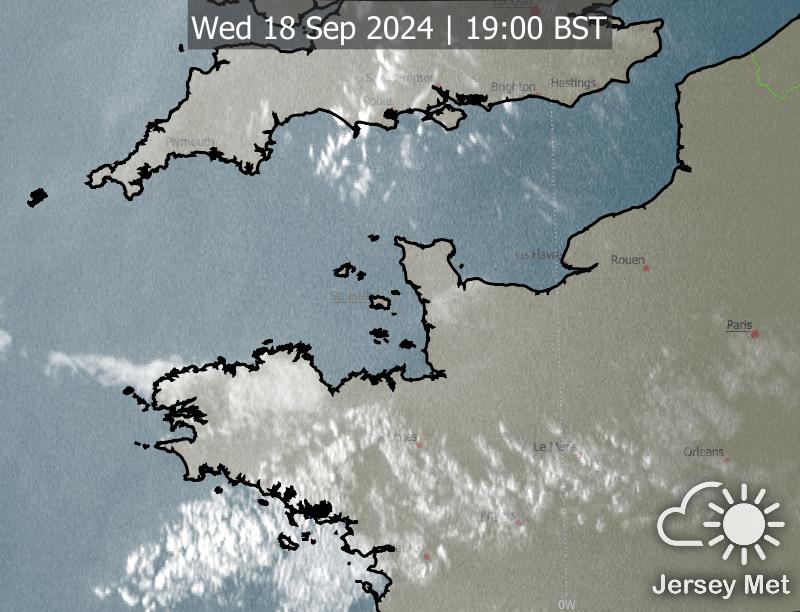 London
0W
Wed 18 Sep 2024 | 19:00 BST
Southampton
Brighton
Hastings
Poole
Plymouth
Le Havre
Rouen
St. Helier
Paris
Rennes
Le Mans
Orleans
Angers
Jersey Met
0W